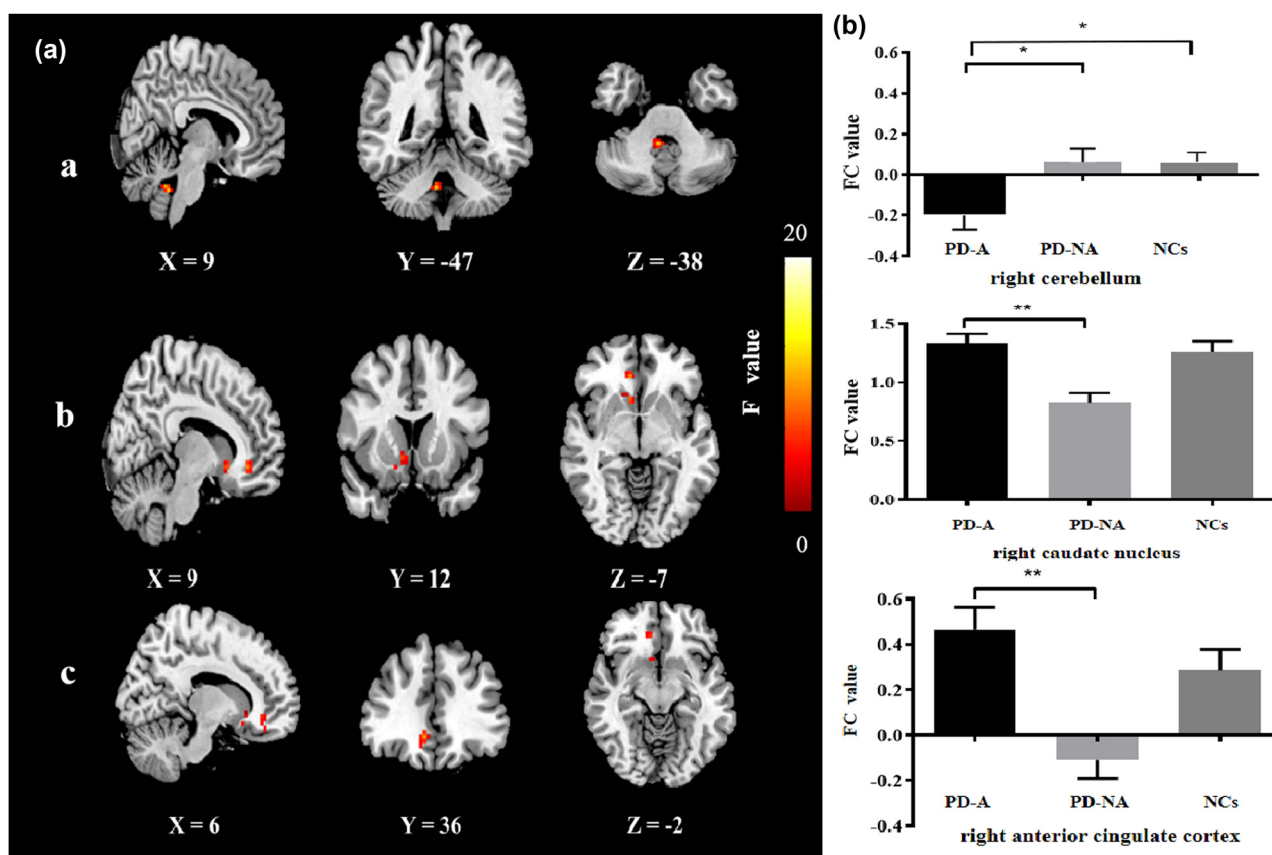 (a)
a
X = 9
Y = -47
Z = -38
b
X = 9
Y = 12
Z = -7
c
X = 6
Y = 36
Z = -2
20
F value
0
(b)
*
*
0.6
0.4
0.2
0.0
-0.2
-0.4
FC value
PD-A PD-NA NCs
right cerebellum
**
1.5
1.0
0.5
0.0
FC value
PD-A PD-NA NCs
right caudate nucleus
**
0.6
0.4
0.2
0.0
-0.2
-0.4
FC value
PD-A PD-NA NCs
right anterior cingulate cortex